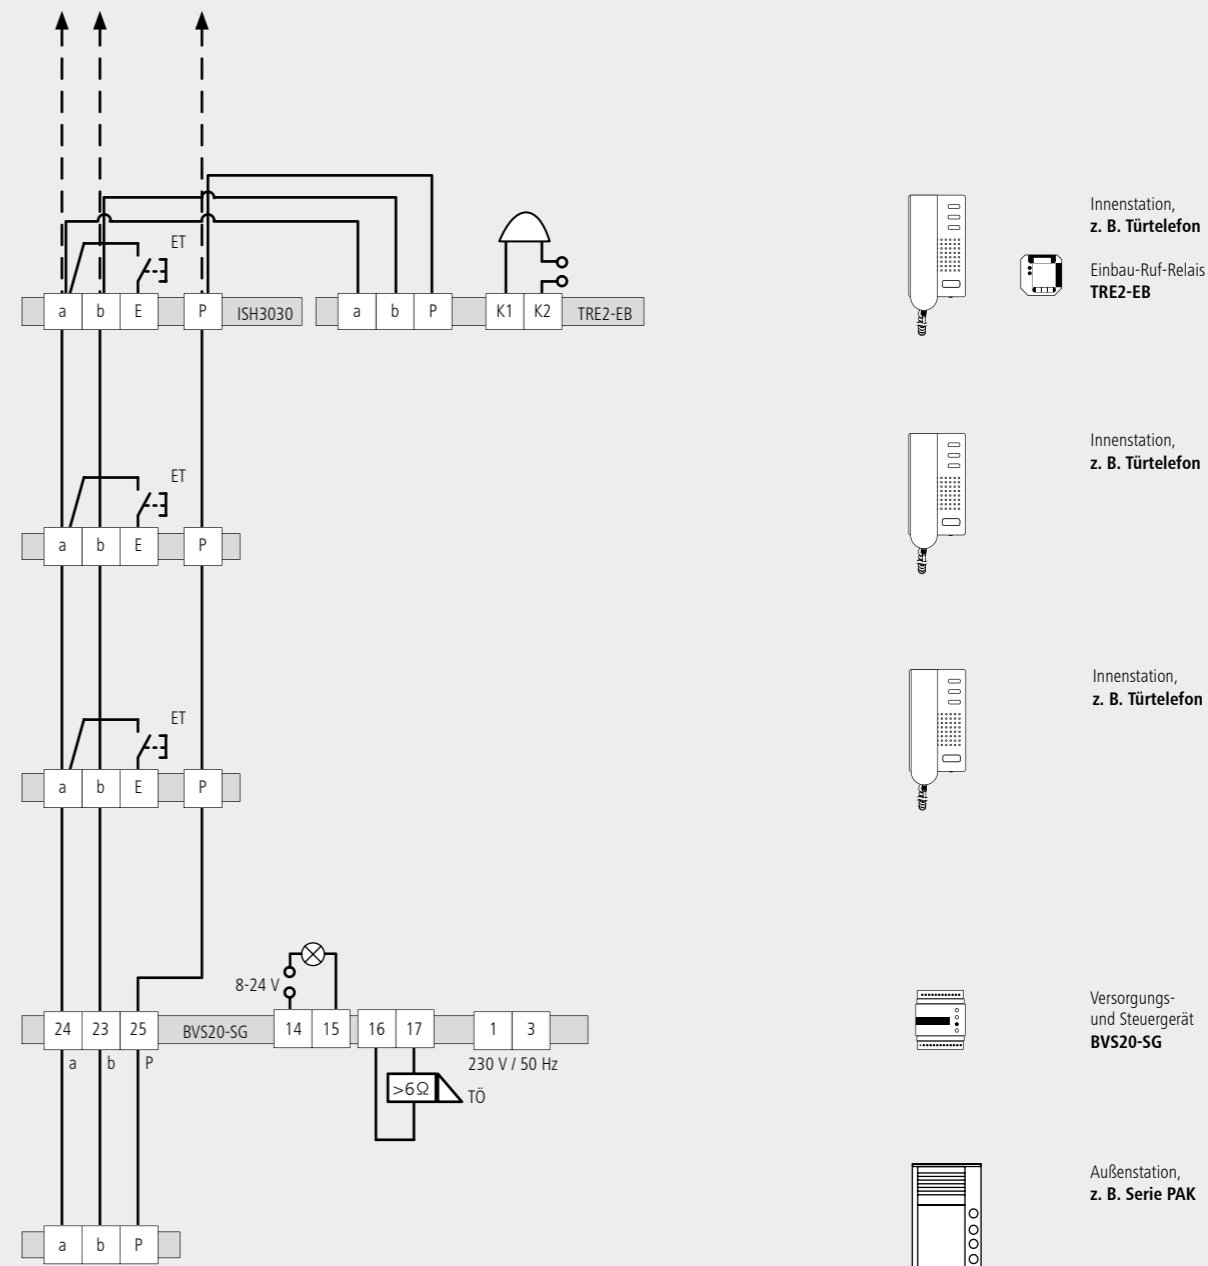 ET
a b E P ISH3030 a b P K1 K2 TRE2-EB
Innenstation,
z. B. Türtelefon
Einbau-Ruf-Relais
TRE2-EB
ET
a b E P
Innenstation,
z. B. Türtelefon
ET
a b E P
Innenstation,
z. B. Türtelefon
8-24 V
24 23 25 BVS20-SG 14 15 16 17 1 3
a b P
230 V / 50 Hz
>6Ω TÖ
Versorgungs-
und Steuergerät
BVS20-SG
Außenstation,
z. B. Serie PAK
a b P